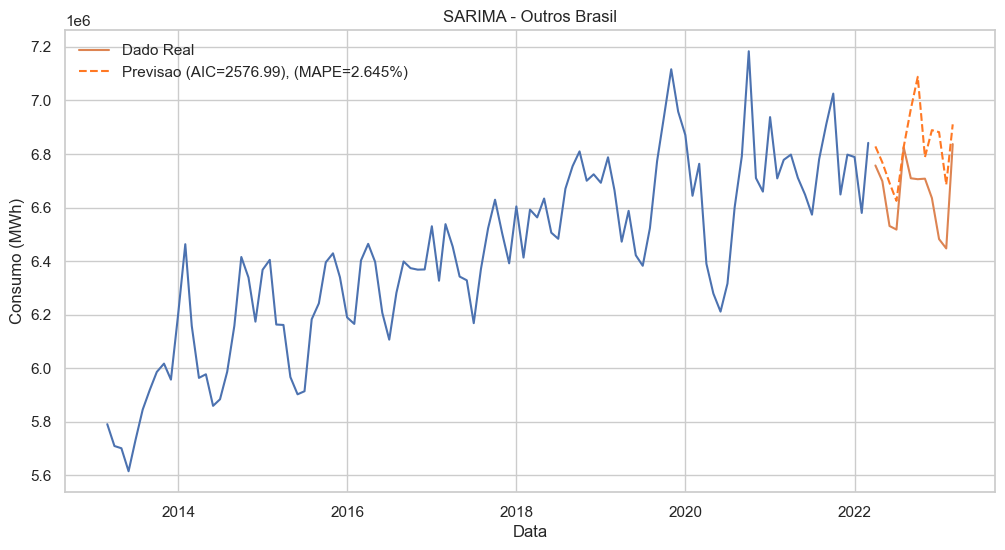 SARIMA - Outros Brasil
1e6
Dado Real
Previsao (AIC=2576.99), (MAPE=2.645%)
7.2
7.0
6.8
6.6
6.4
6.2
6.0
5.8
5.6
Consumo (MWh)
2014 2016 2018 2020 2022
Data